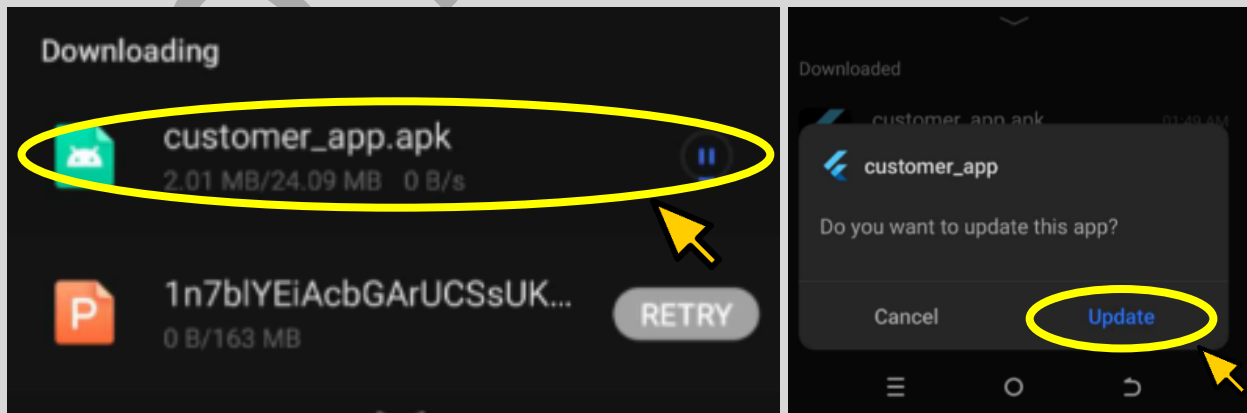 Downloading
customer_app.apk
2.01 MB/24.09 MB 0 B/s
1n7blYEiAcbGArUCSsUK...
0 B/163 MB
RETRY
Downloaded
customer_app.apk 01:49 AM
customer_app
Do you want to update this app?
Cancel Update